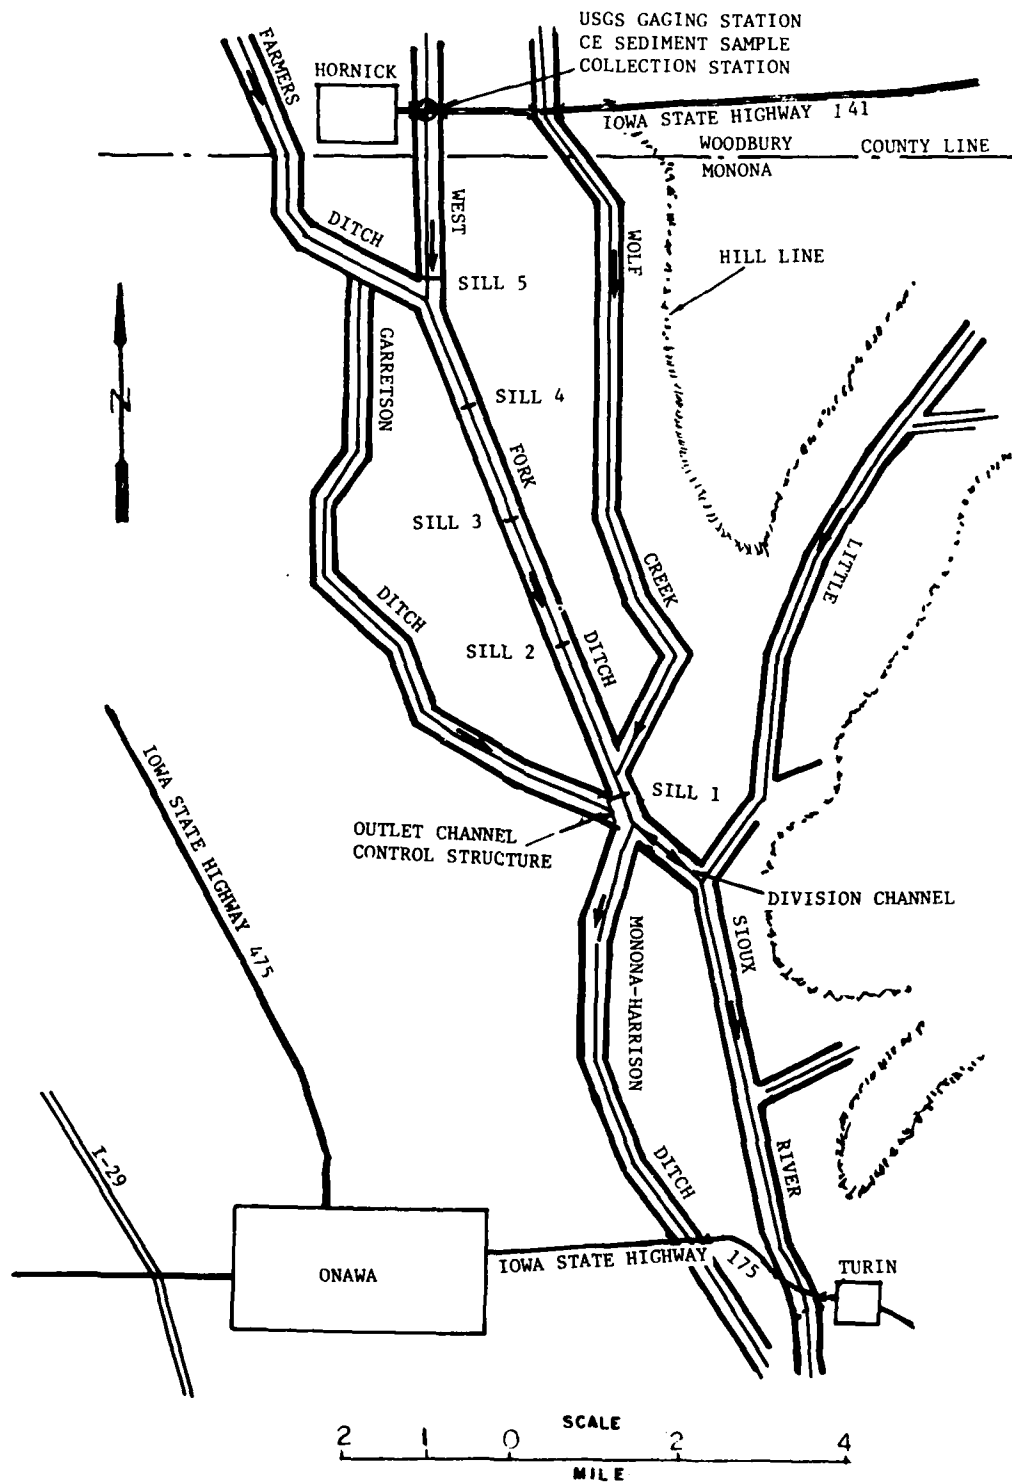 USGS GAGING STATION
CE SEDIMENT SAMPLE
COLLECTION STATION
FARMERS
HORNICK
IOWA STATE HIGHWAY 141
WOODBURY
COUNTY LINE
MONONA
DITCH
WEST
WOLF
HILL LINE
SILL 5
GARRETSON
N
SILL 4
FORK
SILL 3
LITTLE
CREEK
DITCH
DITCH
SILL 2
IOWA STATE HIGHWAY 475
SILL 1
OUTLET CHANNEL
CONTROL STRUCTURE
DIVISION CHANNEL
SIOUX
MONONA-HARRISON
I-29
DITCH
RIVER
IOWA STATE HIGHWAY 175
TURIN
ONAWA
SCALE
2 1 0 2 4
MILE